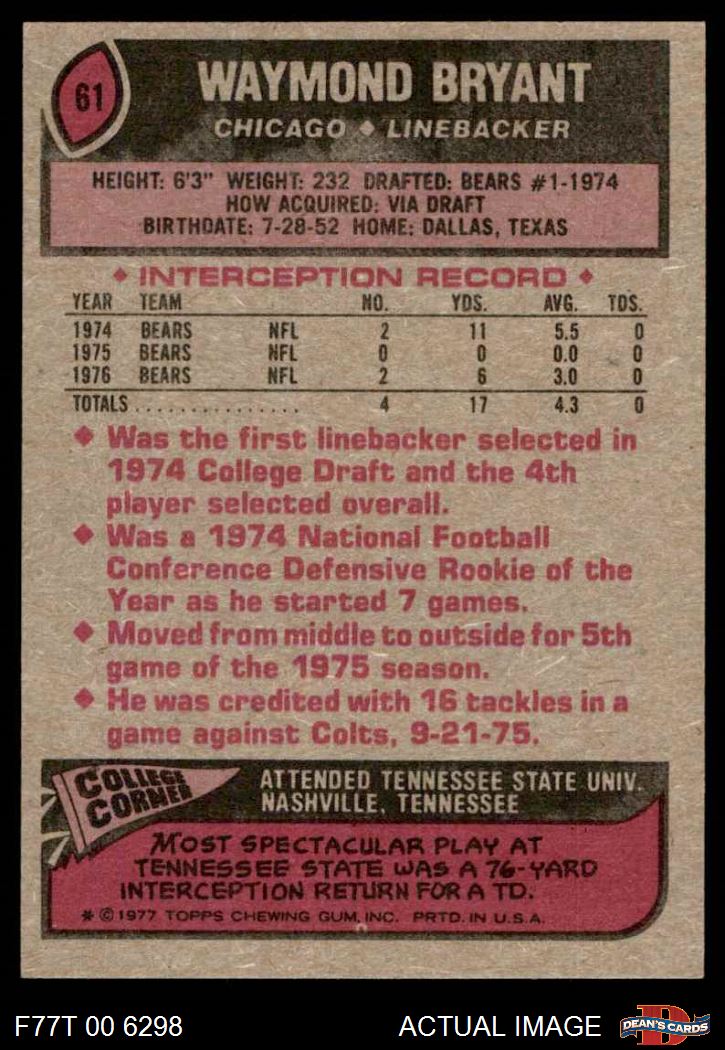 61
WAYMOND BRYANT
CHICAGO ♦ LINEBACKER
HEIGHT: 6'3" WEIGHT: 232 DRAFTED: BEARS #1-1974
HOW ACQUIRED: VIA DRAFT
BIRTHDATE: 7-28-52 HOME: DALLAS, TEXAS
♦ INTERCEPTION RECORD ♦
YEAR TEAM NO. YDS. AVG. TDS.
1974 BEARS NFL 2 11 5.5 0
1975 BEARS NFL 0 0 0.0 0
1976 BEARS NFL 2 6 3.0 0
TOTALS ................ 4 17 4.3 0
♦ Was the first linebacker selected in
1974 College Draft and the 4th
player selected overall.
♦ Was a 1974 National Football
Conference Defensive Rookie of the
Year as he started 7 games.
♦ Moved from middle to outside for 5th
game of the 1975 season.
♦ He was credited with 16 tackles in a
game against Colts, 9-21-75.
COLLEGE
CORNER
ATTENDED TENNESSEE STATE UNIV.
NASHVILLE, TENNESSEE
MOST SPECTACULAR PLAY AT
TENNESSEE STATE WAS A 76-YARD
INTERCEPTION RETURN FOR A TD.
* © 1977 TOPPS CHEWING GUM, INC. PRTD. IN U.S.A.
F77T 00 6298
ACTUAL IMAGE
D
DEAN'S CARDS